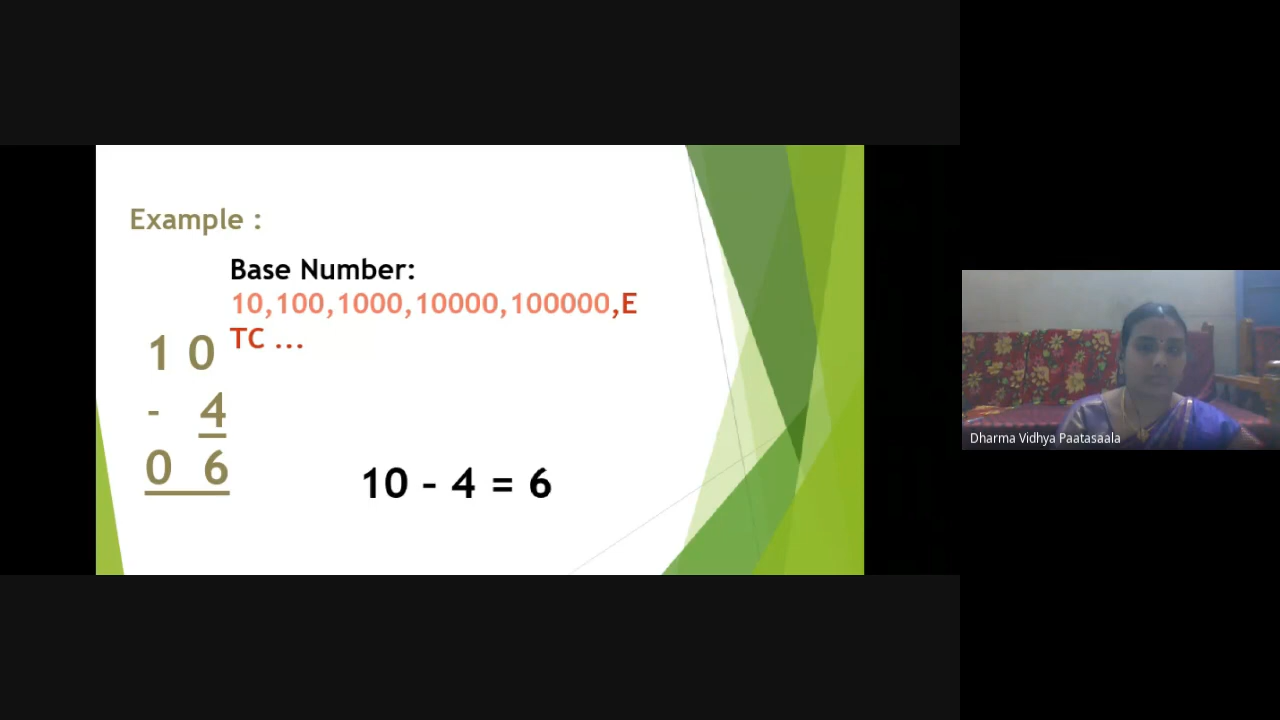 Example :
Base Number:
10,100,1000,10000,100000,E
TC ...
1 0
- 4
0 6
10 - 4 = 6
Dharma Vidhya Paatasaala